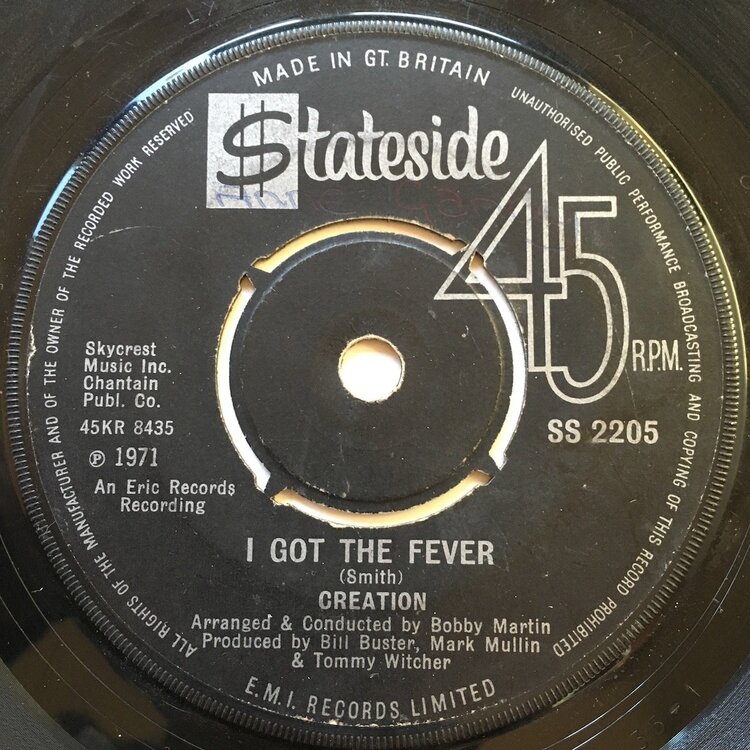 MADE IN GT. BRITAIN
$tateside
45
R.P.M.
SS 2205
Skycrest
Music Inc.
Chantain
Publ. Co.
45KR 8435
Ⓟ 1971
An Eric Records
Recording
I GOT THE FEVER
(Smith)
CREATION
Arranged & Conducted by Bobby Martin
Produced by Bill Buster, Mark Mullin
& Tommy Witcher
E.M.I. RECORDS LIMITED
ALL RIGHTS OF THE MANUFACTURER AND OF THE OWNER OF THE RECORDED WORK RESERVED
UNAUTHORISED PUBLIC PERFORMANCE BROADCASTING AND COPYING OF THIS RECORD PROHIBITED